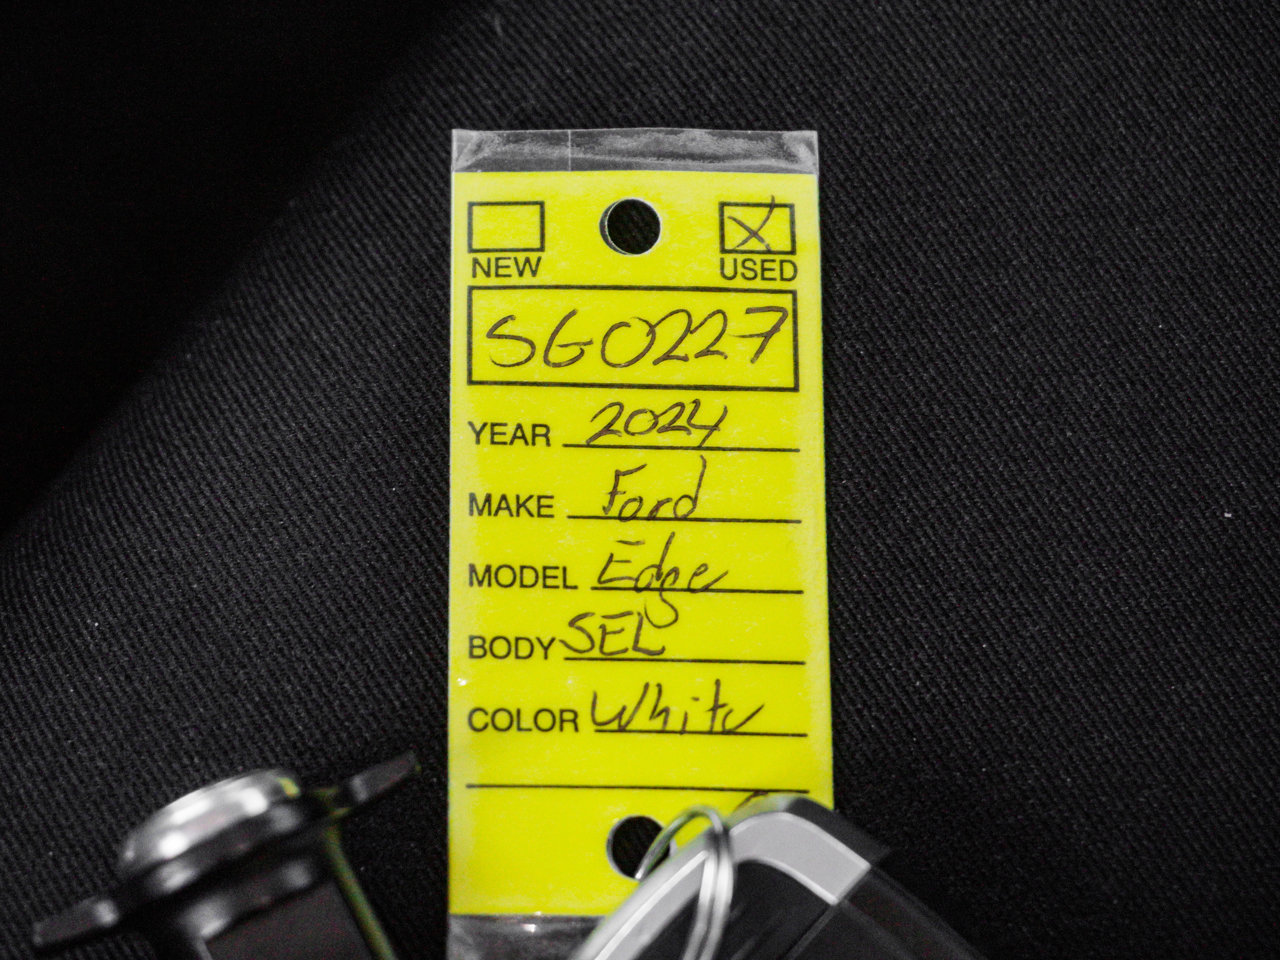 NEW USED
SG0227
YEAR 2024
MAKE Ford
MODEL Edge
BODY SEL
COLOR White